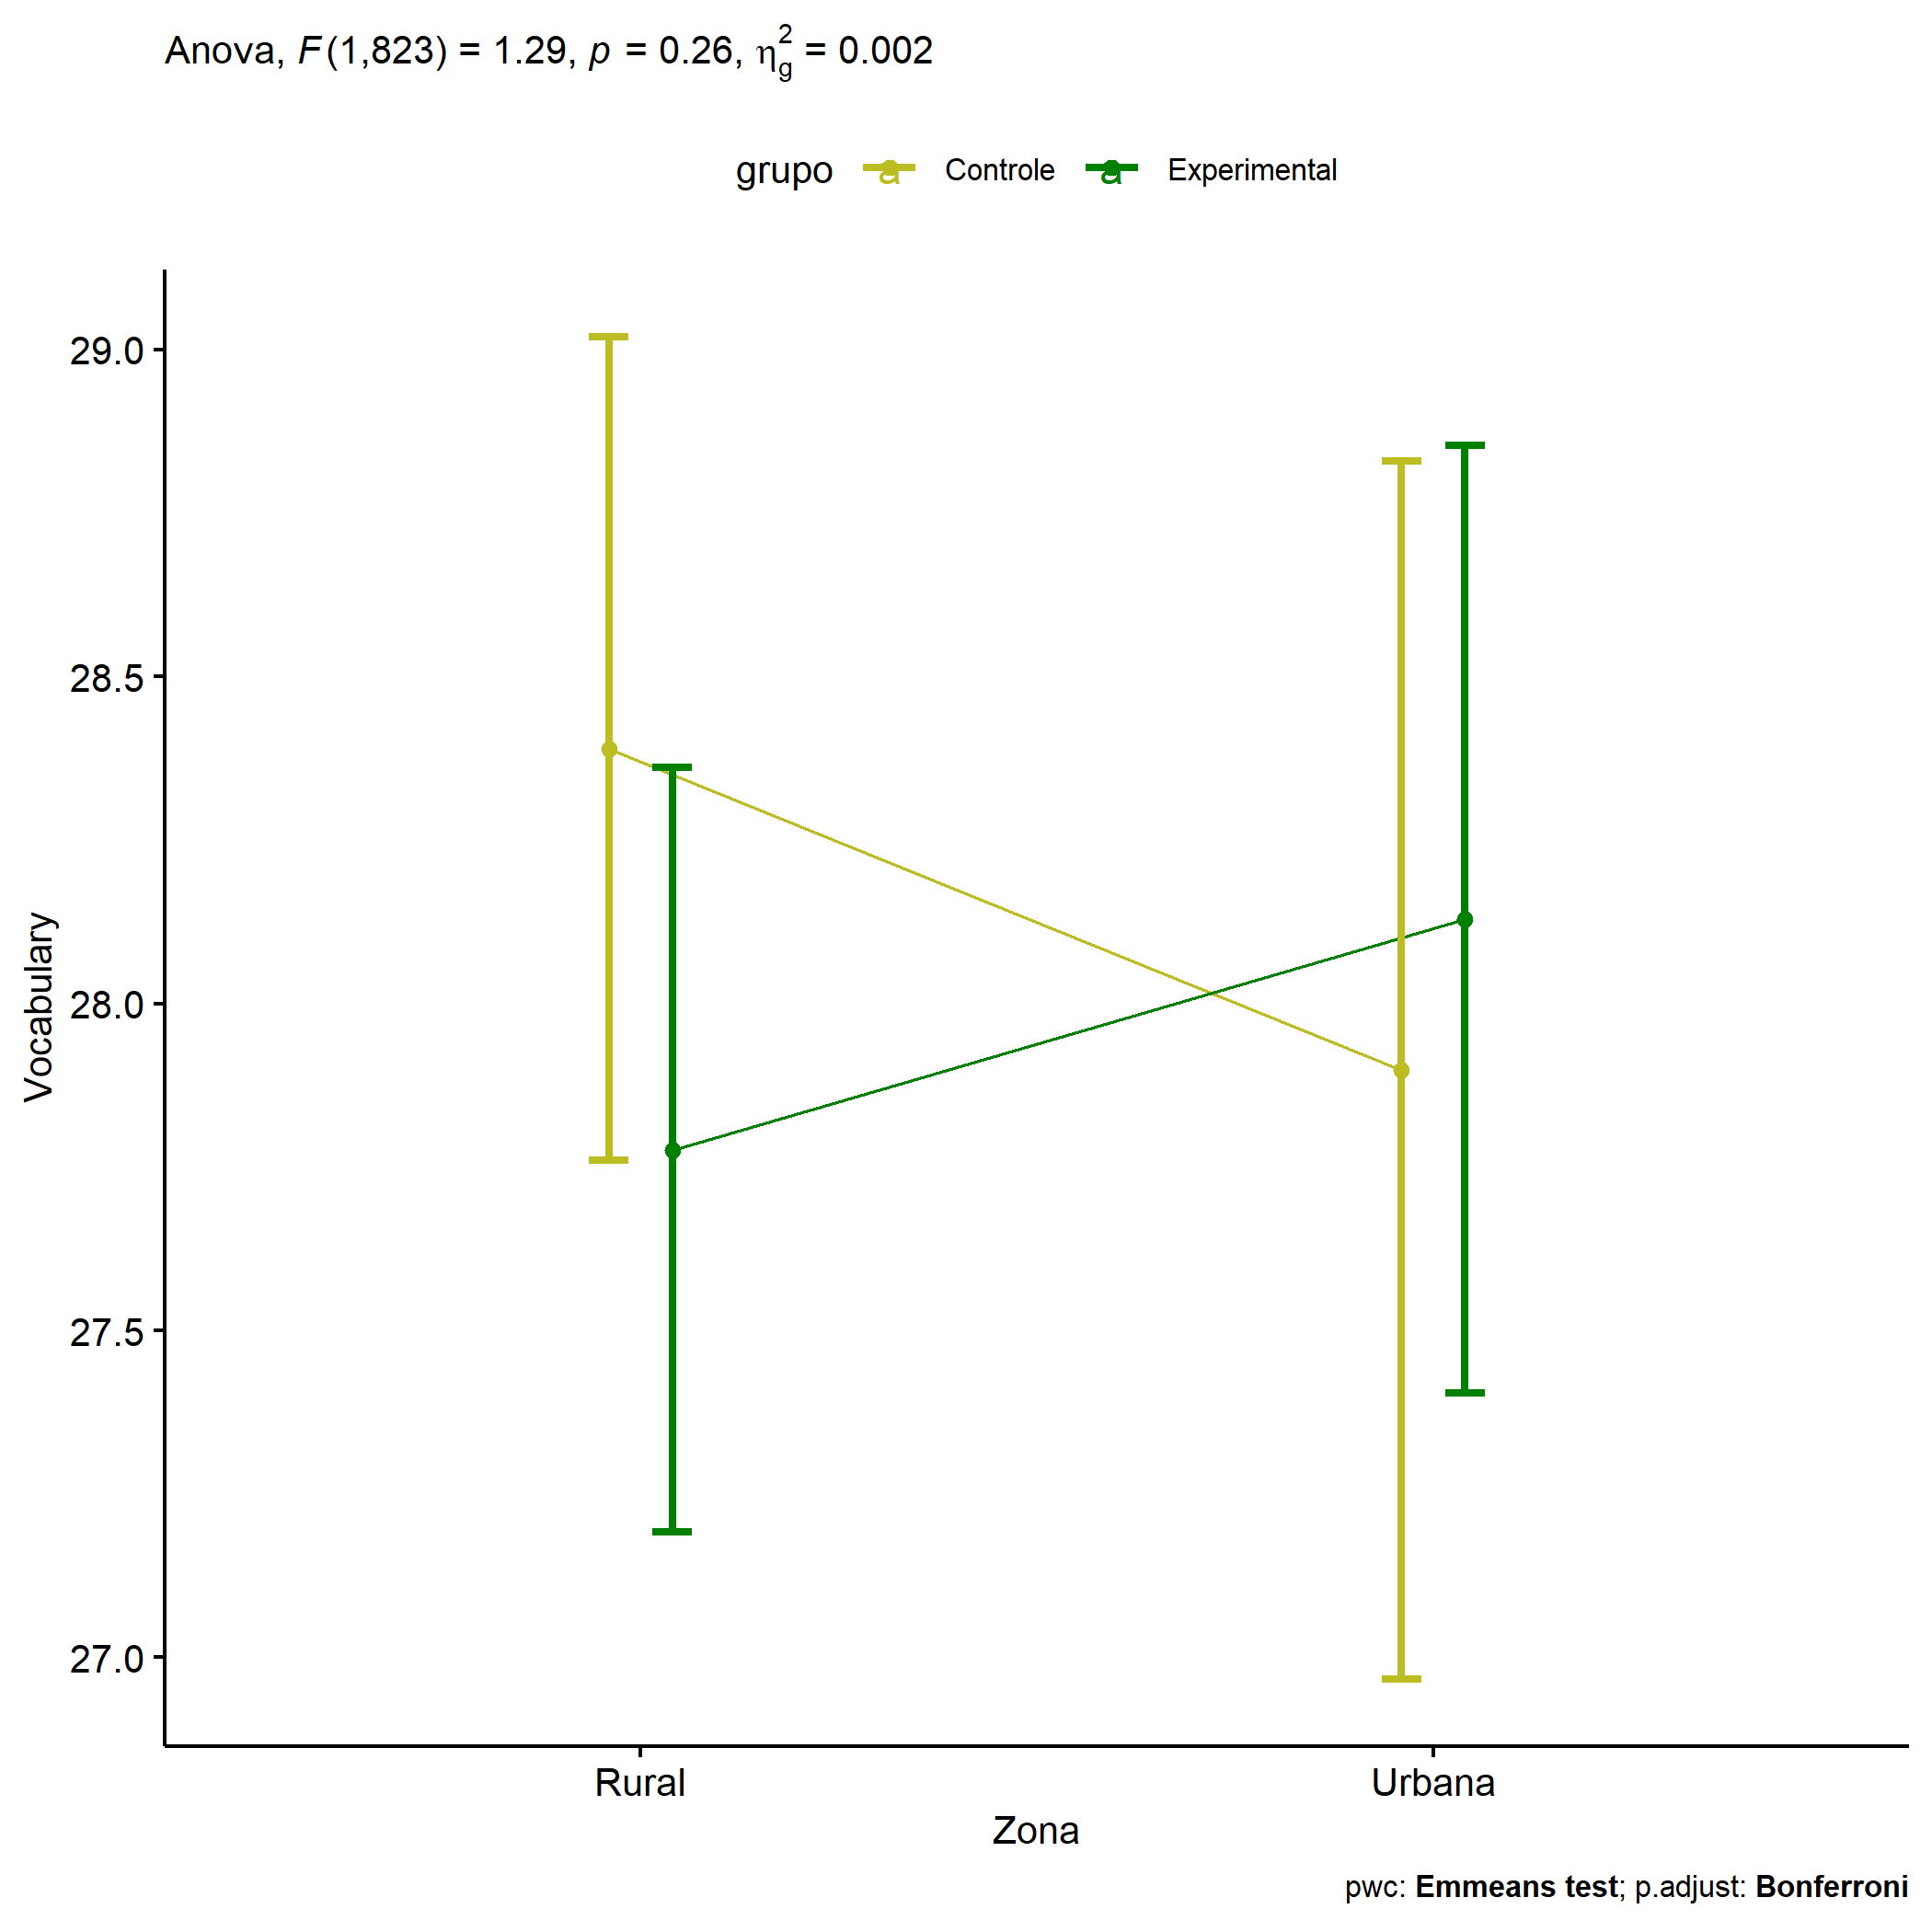 Anova, F(1,823) = 1.29, p = 0.26, η²g = 0.002
grupo a Controle a Experimental
29.0
28.5
28.0
27.5
27.0
Vocabulary
Rural Urbana
Zona
pwc: Emmeans test; p.adjust: Bonferroni